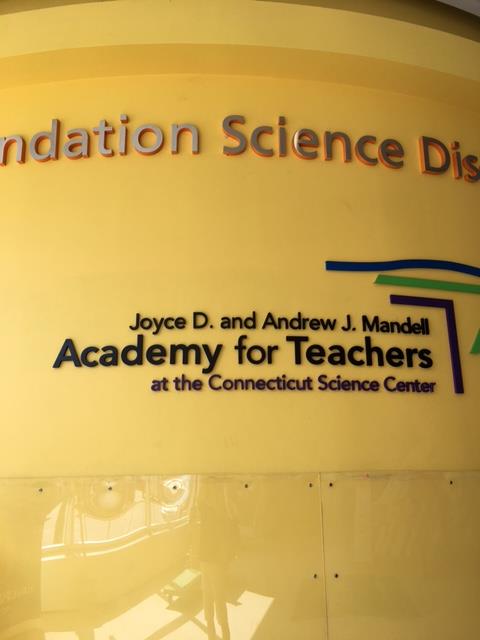 ndation Science Dis
Joyce D. and Andrew J. Mandell
Academy for Teachers
at the Connecticut Science Center